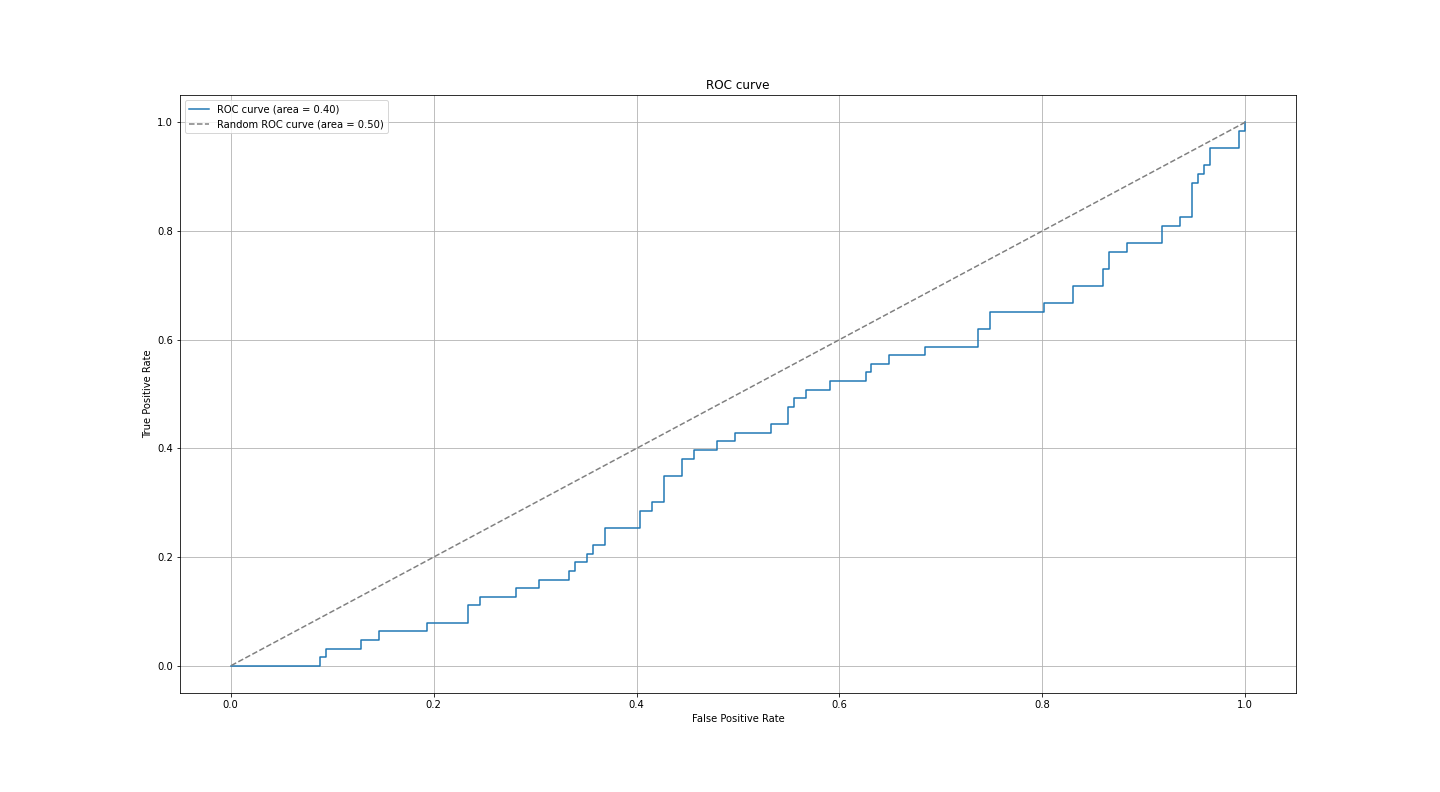 ROC curve
ROC curve (area = 0.40)
Random ROC curve (area = 0.50)
1.0
0.8
0.6
0.4
0.2
0.0
True Positive Rate
0.0 0.2 0.4 0.6 0.8 1.0
False Positive Rate